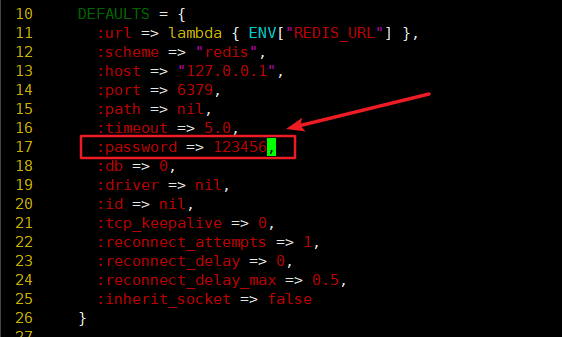 10 DEFAULTS = {
11 :url => lambda { ENV["REDIS_URL"] },
12 :scheme => "redis",
13 :host => "127.0.0.1",
14 :port => 6379,
15 :path => nil,
16 :timeout => 5.0,
17 :password => 123456,
18 :db => 0,
19 :driver => nil,
20 :id => nil,
21 :tcp_keepalive => 0,
22 :reconnect_attempts => 1,
23 :reconnect_delay => 0,
24 :reconnect_delay_max => 0.5,
25 :inherit_socket => false
26 }
27